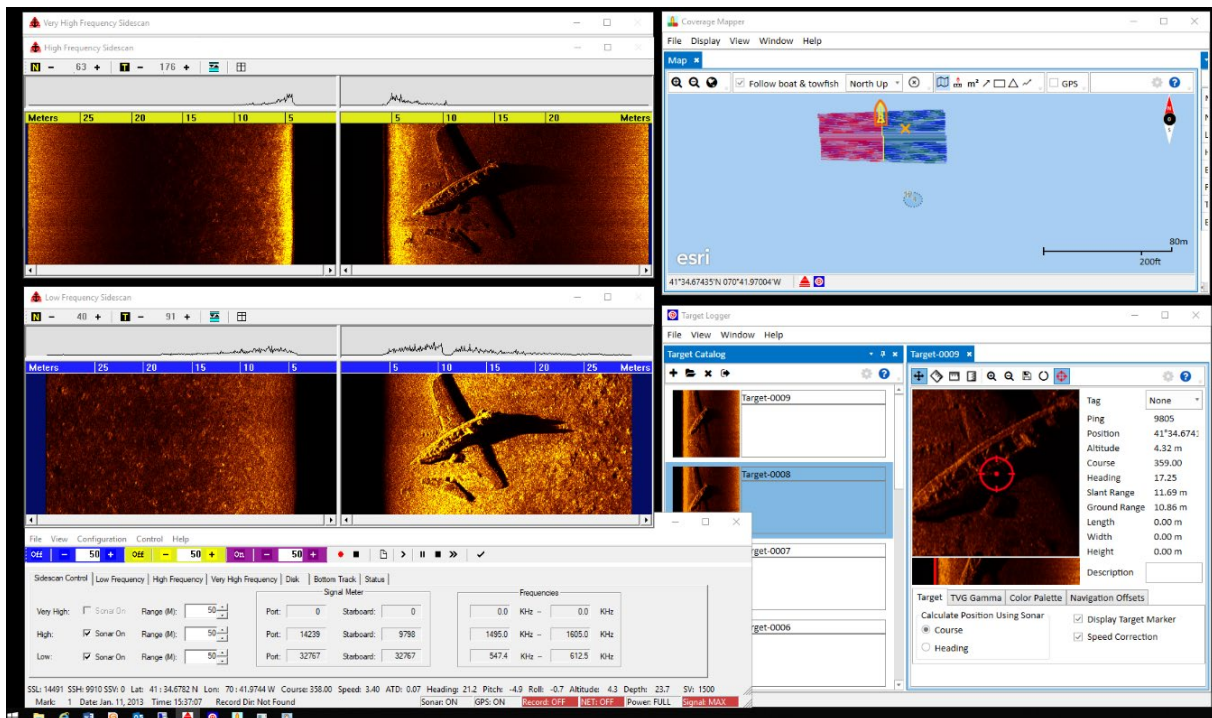 Very High Frequency Sidescan
High Frequency Sidescan
N - 63 + T - 176 +
Meters 25 20 15 10 5 5 10 15 20 Meters
Low Frequency Sidescan
N - 48 + T - 91 +
Meters 25 20 15 10 5 5 10 15 20 25 Meters
File View Configuration Control Help
Off - 50 + Off - 50 + On - 50 +
Sidescan Control Low Frequency High Frequency Very High Frequency Disk Bottom Track Status
Signal Meter Frequencies
Very High: Sonar On Range (M): 50 Port: 0 Starboard: 0 0.0 KHz - 0.0 KHz
High: Sonar On Range (M): 50 Port: 14239 Starboard: 9798 1495.0 KHz - 1605.0 KHz
Low: Sonar On Range (M): 50 Port: 32767 Starboard: 32767 547.4 KHz - 612.5 KHz
SSL: 14491 SSH: 9910 SSV: 0 Lat: 41 : 34.6782 N Lon: 70 : 41.9744 W Course: 358.00 Speed: 3.40 ATD: 0.07 Heading: 21.2 Pitch: -4.9 Roll: -0.7 Altitude: 4.3 Depth: 23.7 SV: 1500
Mark: 1 Date: Jan. 11, 2013 Time: 15:37:07 Record Dir: Not Found Sonar: ON GPS: ON Record: OFF NET: OFF Power: FULL Signal: MAX
Coverage Mapper
File Display View Window Help
Map
Follow boat & towfish North Up m² GPS
80m
200ft
esri
41°34.67435'N 070°41.97004'W
Target Logger
File View Window Help
Target Catalog
Target-0009
Target-0008
get-0007
get-0006
Target-0009
Tag None
Ping 9805
Position 41°34.6741
Altitude 4.32 m
Course 359.00
Heading 17.25
Slant Range 11.69 m
Ground Range 10.86 m
Length 0.00 m
Width 0.00 m
Height 0.00 m
Description
Target TVG Gamma Color Palette Navigation Offsets
Calculate Position Using Sonar
Course
Heading
Display Target Marker
Speed Correction